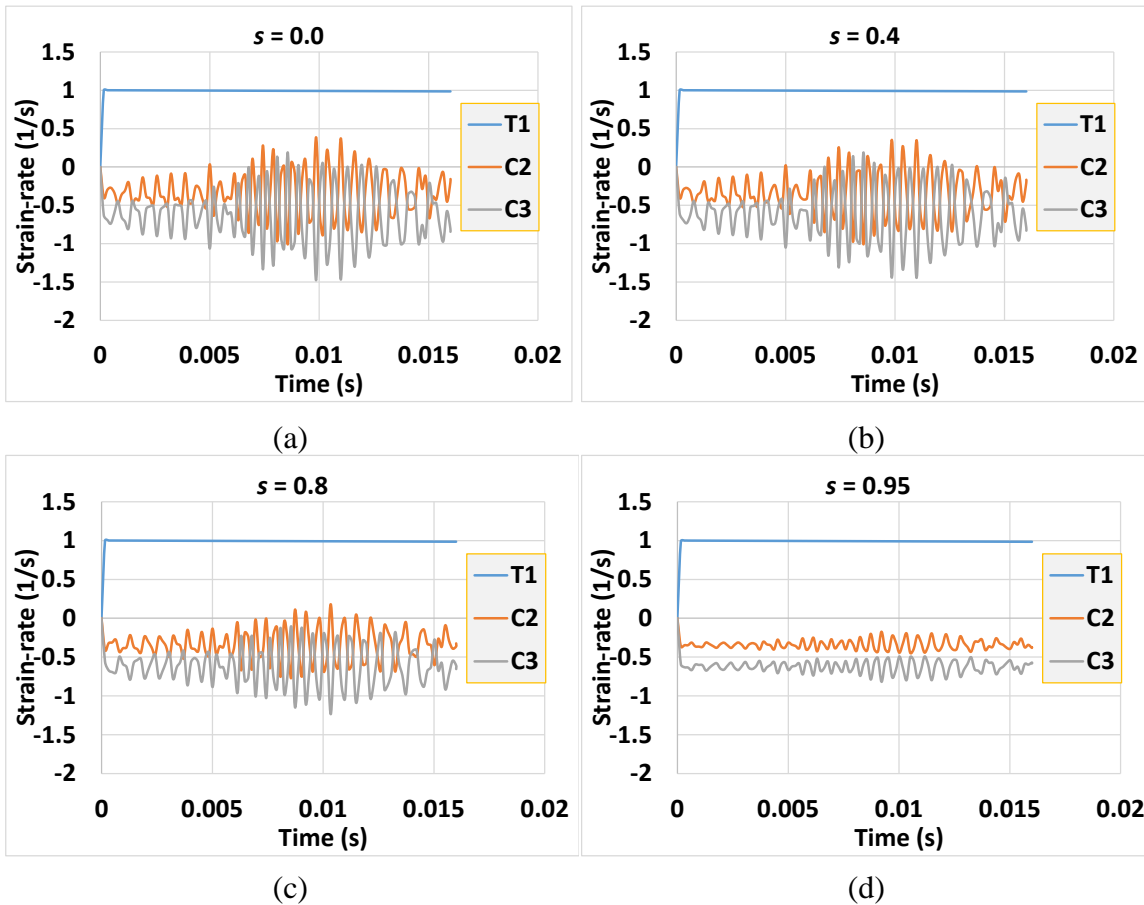 s = 0.0
1.5
1
0.5
0
-0.5
-1
-1.5
-2
Strain-rate (1/s)
T1
C2
C3
0 0.005 0.01 0.015 0.02
Time (s)
(a)
s = 0.4
1.5
1
0.5
0
-0.5
-1
-1.5
-2
Strain-rate (1/s)
T1
C2
C3
0 0.005 0.01 0.015 0.02
Time (s)
(b)
s = 0.8
1.5
1
0.5
0
-0.5
-1
-1.5
-2
Strain-rate (1/s)
T1
C2
C3
0 0.005 0.01 0.015 0.02
Time (s)
(c)
s = 0.95
1.5
1
0.5
0
-0.5
-1
-1.5
-2
Strain-rate (1/s)
T1
C2
C3
0 0.005 0.01 0.015 0.02
Time (s)
(d)